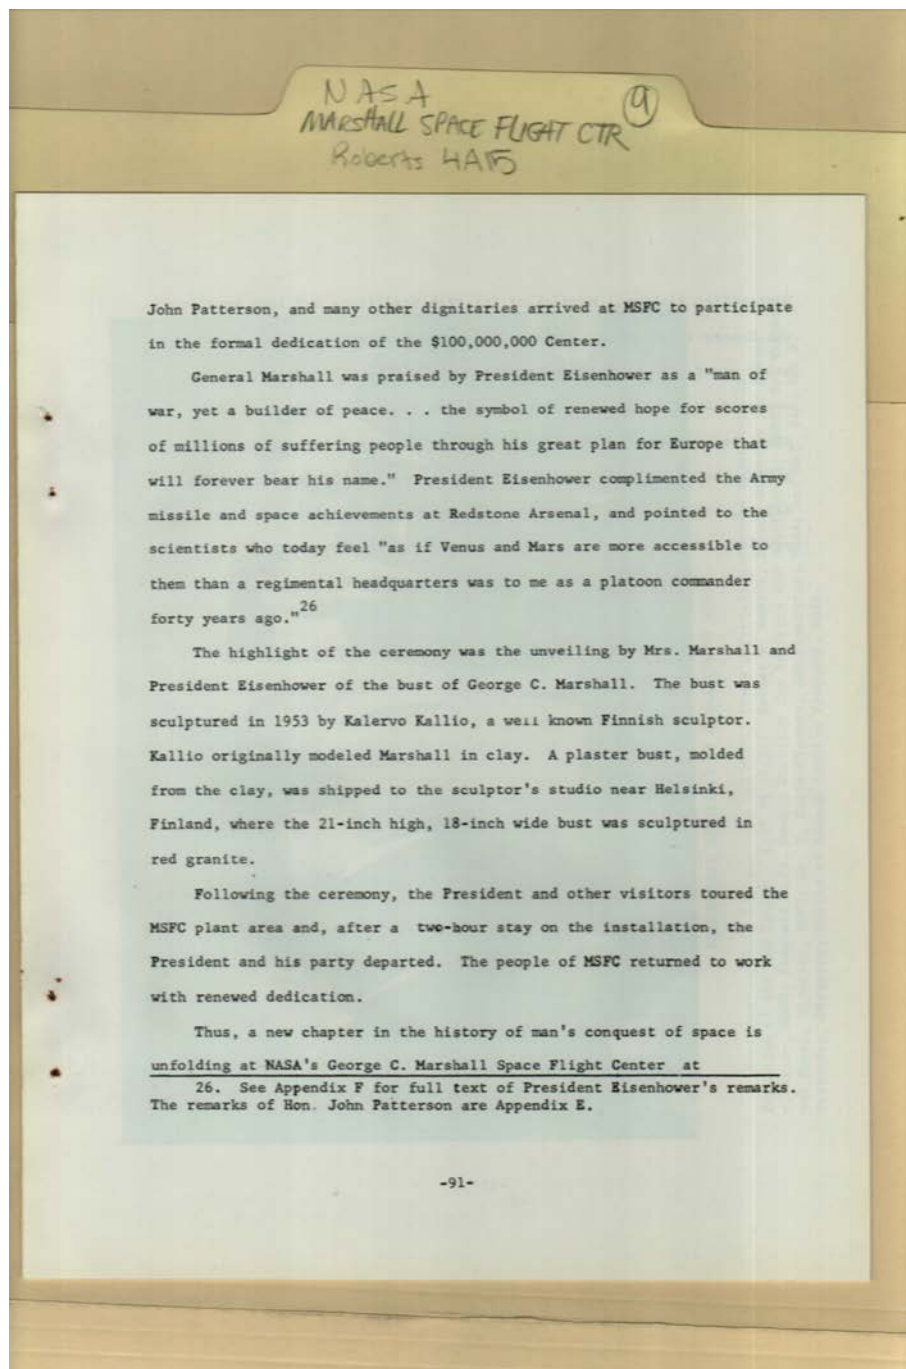 NASA
MARSHALL SPACE FLIGHT CTR 9
Roberts 4A15
John Patterson, and many other dignitaries arrived at MSFC to participate
in the formal dedication of the $100,000,000 Center.
General Marshall was praised by President Eisenhower as a "man of
war, yet a builder of peace. . . the symbol of renewed hope for scores
of millions of suffering people through his great plan for Europe that
will forever bear his name." President Eisenhower complimented the Army
missile and space achievements at Redstone Arsenal, and pointed to the
scientists who today feel "as if Venus and Mars are more accessible to
them than a regimental headquarters was to me as a platoon commander
forty years ago."26
The highlight of the ceremony was the unveiling by Mrs. Marshall and
President Eisenhower of the bust of George C. Marshall. The bust was
sculptured in 1953 by Kalervo Kallio, a well known Finnish sculptor.
Kallio originally modeled Marshall in clay. A plaster bust, molded
from the clay, was shipped to the sculptor's studio near Helsinki,
Finland, where the 21-inch high, 18-inch wide bust was sculptured in
red granite.
Following the ceremony, the President and other visitors toured the
MSFC plant area and, after a two-hour stay on the installation, the
President and his party departed. The people of MSFC returned to work
with renewed dedication.
Thus, a new chapter in the history of man's conquest of space is
unfolding at NASA's George C. Marshall Space Flight Center at
26. See Appendix F for full text of President Eisenhower's remarks.
The remarks of Hon. John Patterson are Appendix E.
-91-